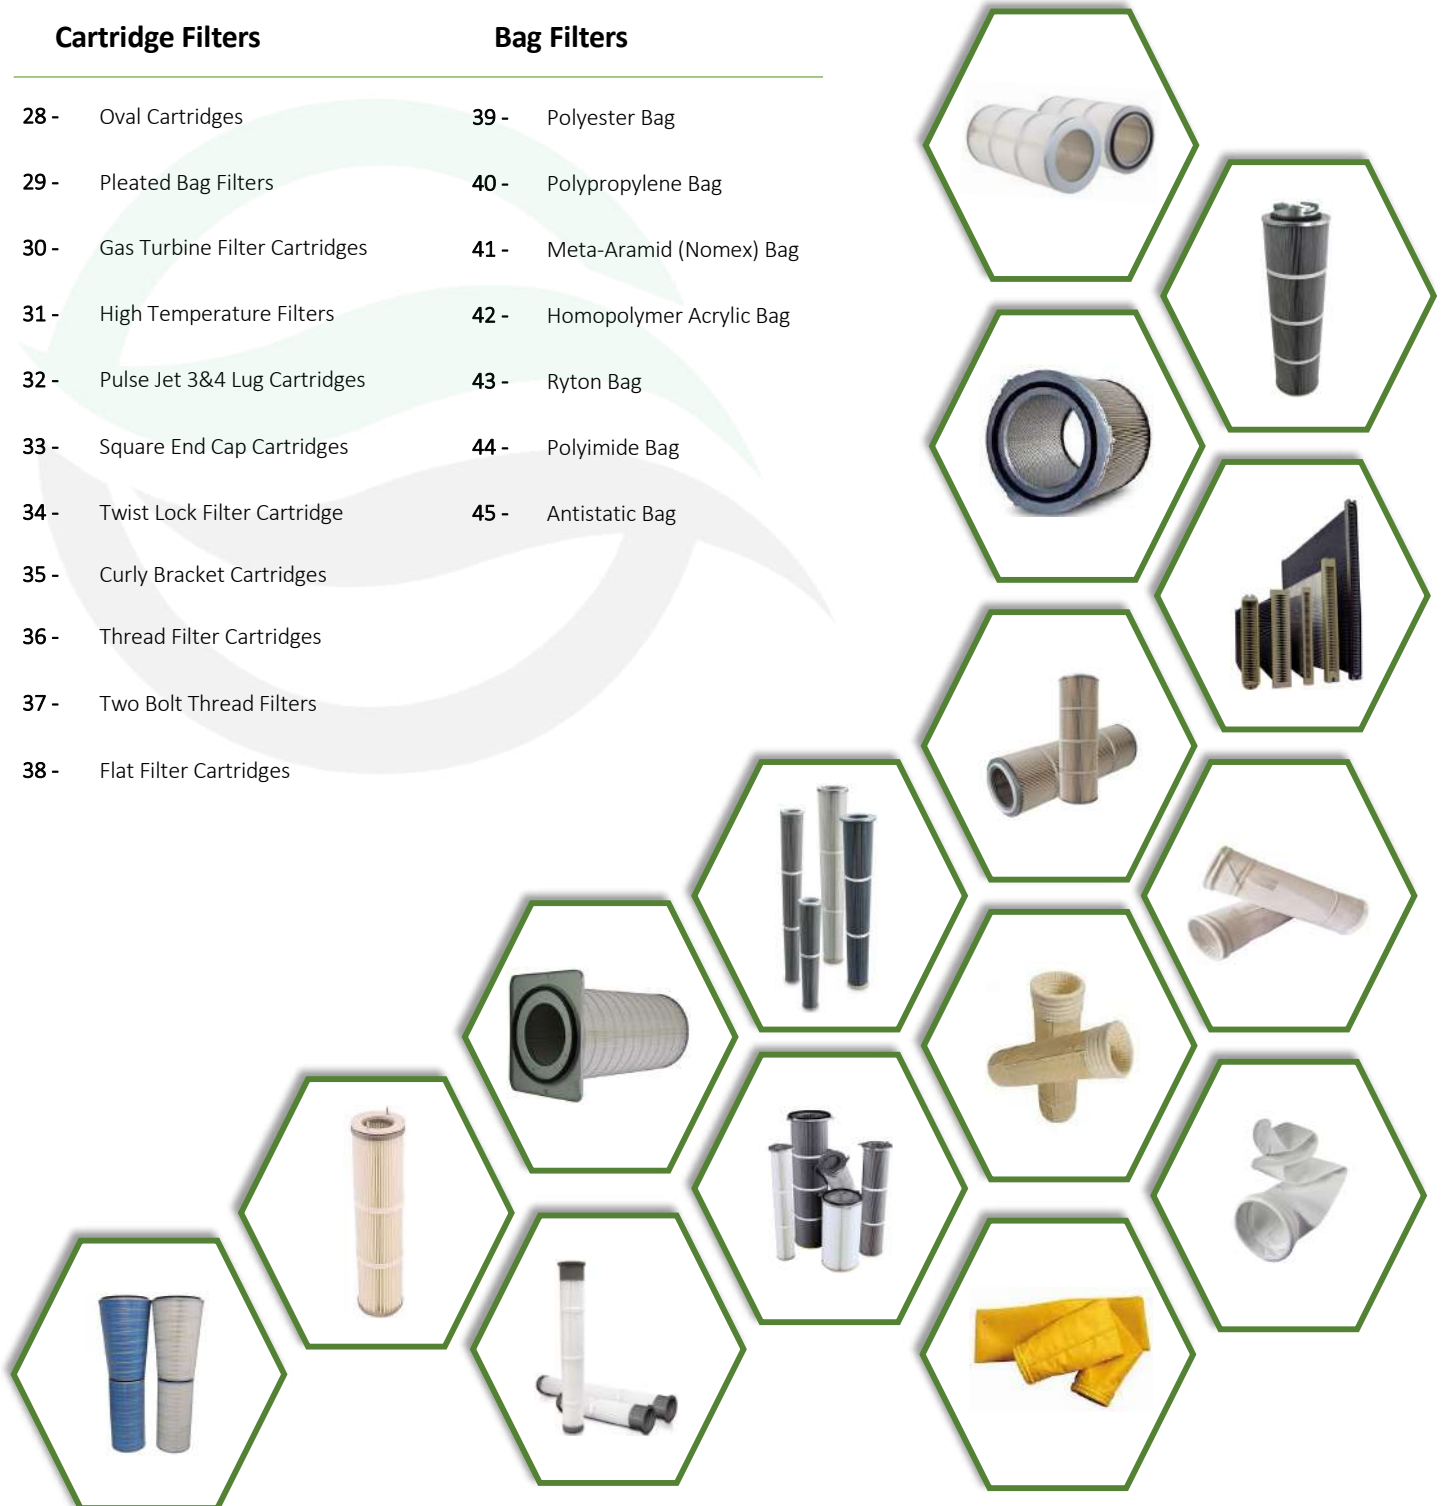 Cartridge Filters
28 - Oval Cartridges
29 - Pleated Bag Filters
30 - Gas Turbine Filter Cartridges
31 - High Temperature Filters
32 - Pulse Jet 3&4 Lug Cartridges
33 - Square End Cap Cartridges
34 - Twist Lock Filter Cartridge
35 - Curly Bracket Cartridges
36 - Thread Filter Cartridges
37 - Two Bolt Thread Filters
38 - Flat Filter Cartridges
Bag Filters
39 - Polyester Bag
40 - Polypropylene Bag
41 - Meta-Aramid (Nomex) Bag
42 - Homopolymer Acrylic Bag
43 - Ryton Bag
44 - Polyimide Bag
45 - Antistatic Bag